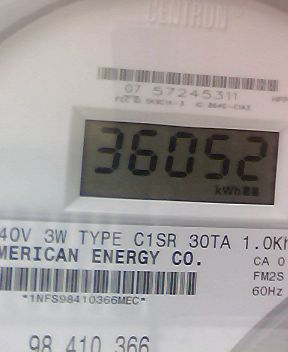 CENTRON
07 57245311
36052
kWh
40V 3W TYPE C1SR 30TA 1.0Kh
MERICAN ENERGY CO.
CA 0
FM2S
60Hz
*1NFS98410366MEC*
98 410 366